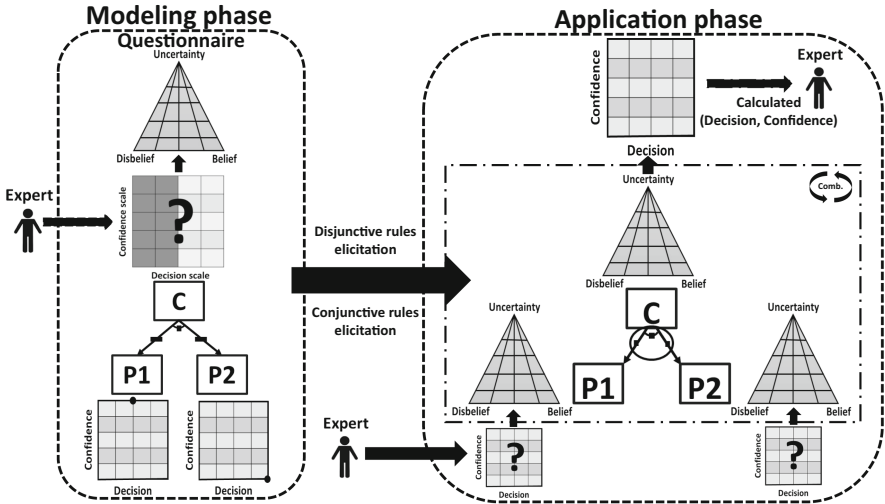 Modeling phase
Questionnaire
Uncertainty
Disbelief
Belief
Expert
Confidence scale
?
Decision scale
C
P1
P2
Confidence
Decision
Confidence
Decision
Disjunctive rules
elicitation
Conjunctive rules
elicitation
Application phase
Confidence
Decision
Expert
Calculated
(Decision, Confidence)
Comb.
Uncertainty
Disbelief
Belief
C
P1
P2
Uncertainty
Disbelief
Belief
Uncertainty
Disbelief
Belief
Expert
Confidence
?
Decision
Confidence
?
Decision